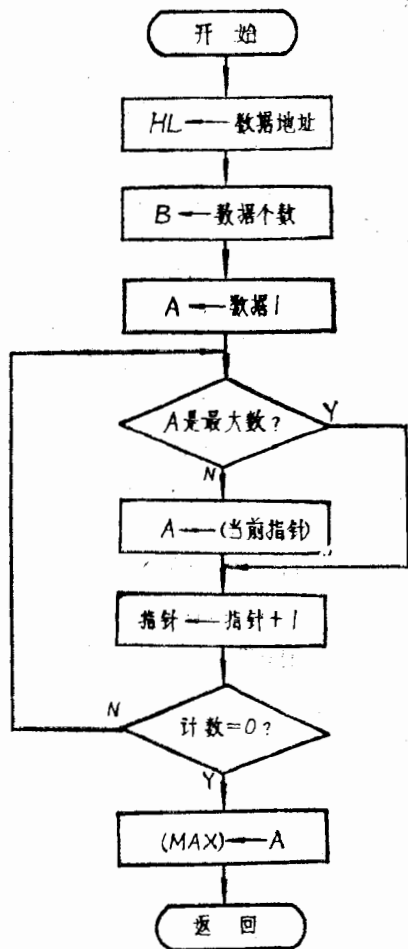 开始
HL←数据地址
B←数据个数
A←数据1
A是最大数?
Y
N
A←(当前指针)
指针←指针+1
N
计数=0?
Y
(MAX)←A
返回